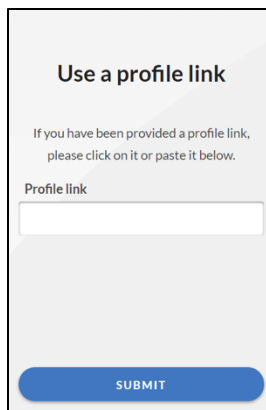 Use a profile link
If you have been provided a profile link,
please click on it or paste it below.
Profile link
SUBMIT